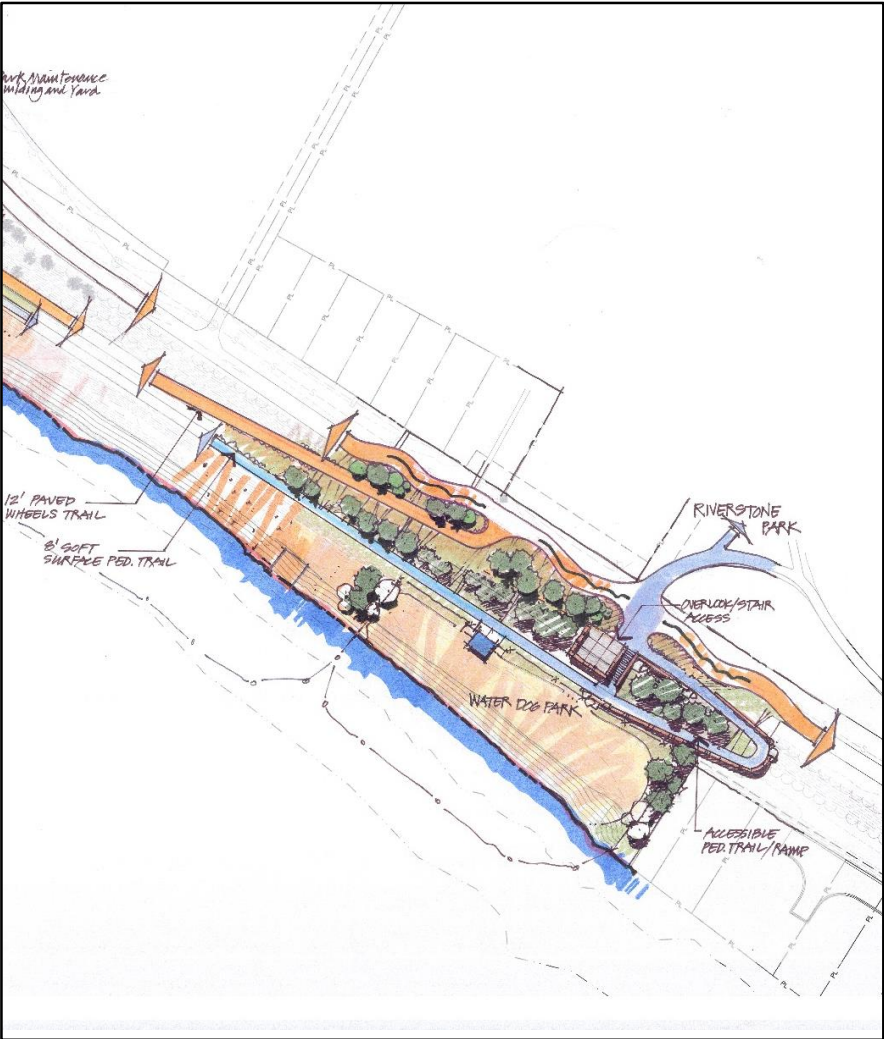 ark Maintenance
uilding and Yard
12' PAVED
WHEELS TRAIL
8' SOFT
SURFACE PED. TRAIL
RIVERSTONE
PARK
OVERLOOK/STAIR
ACCESS
WATER DOG PARK
ACCESSIBLE
PED. TRAIL/RAMP